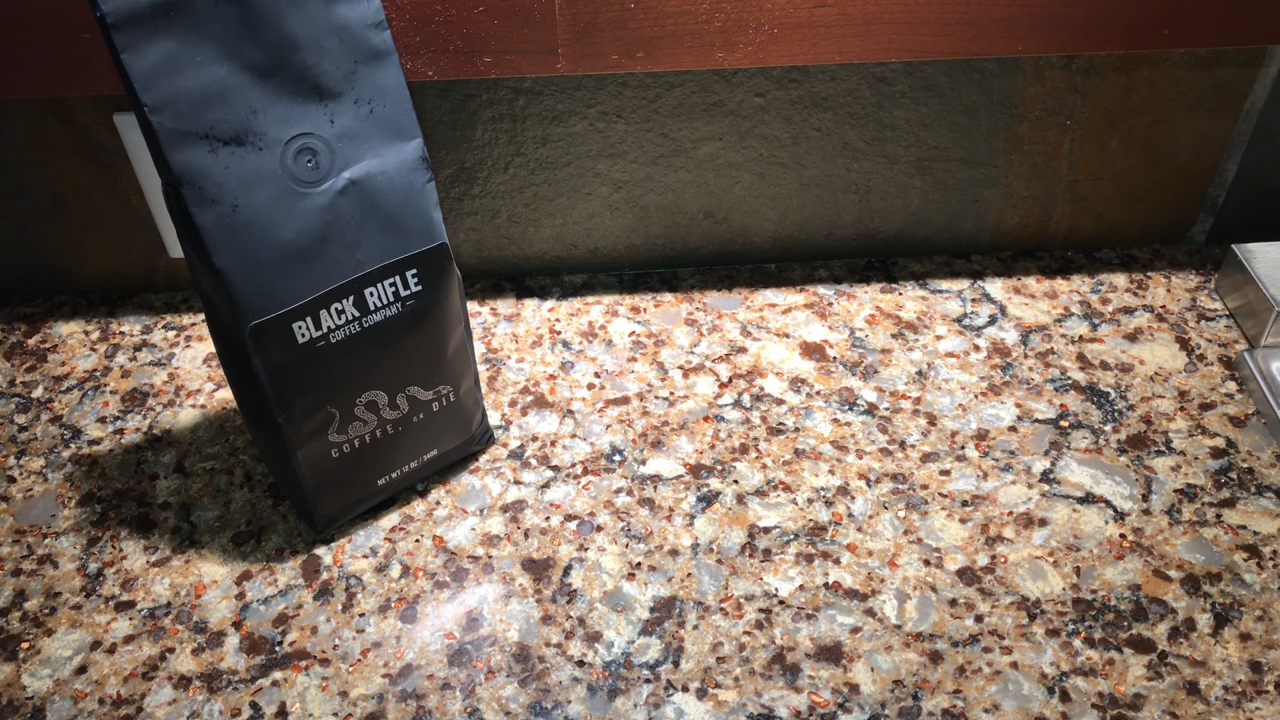 BLACK RIFLE
— COFFEE COMPANY —
COFFEE, OR DIE
NET WT 12 OZ / 340G